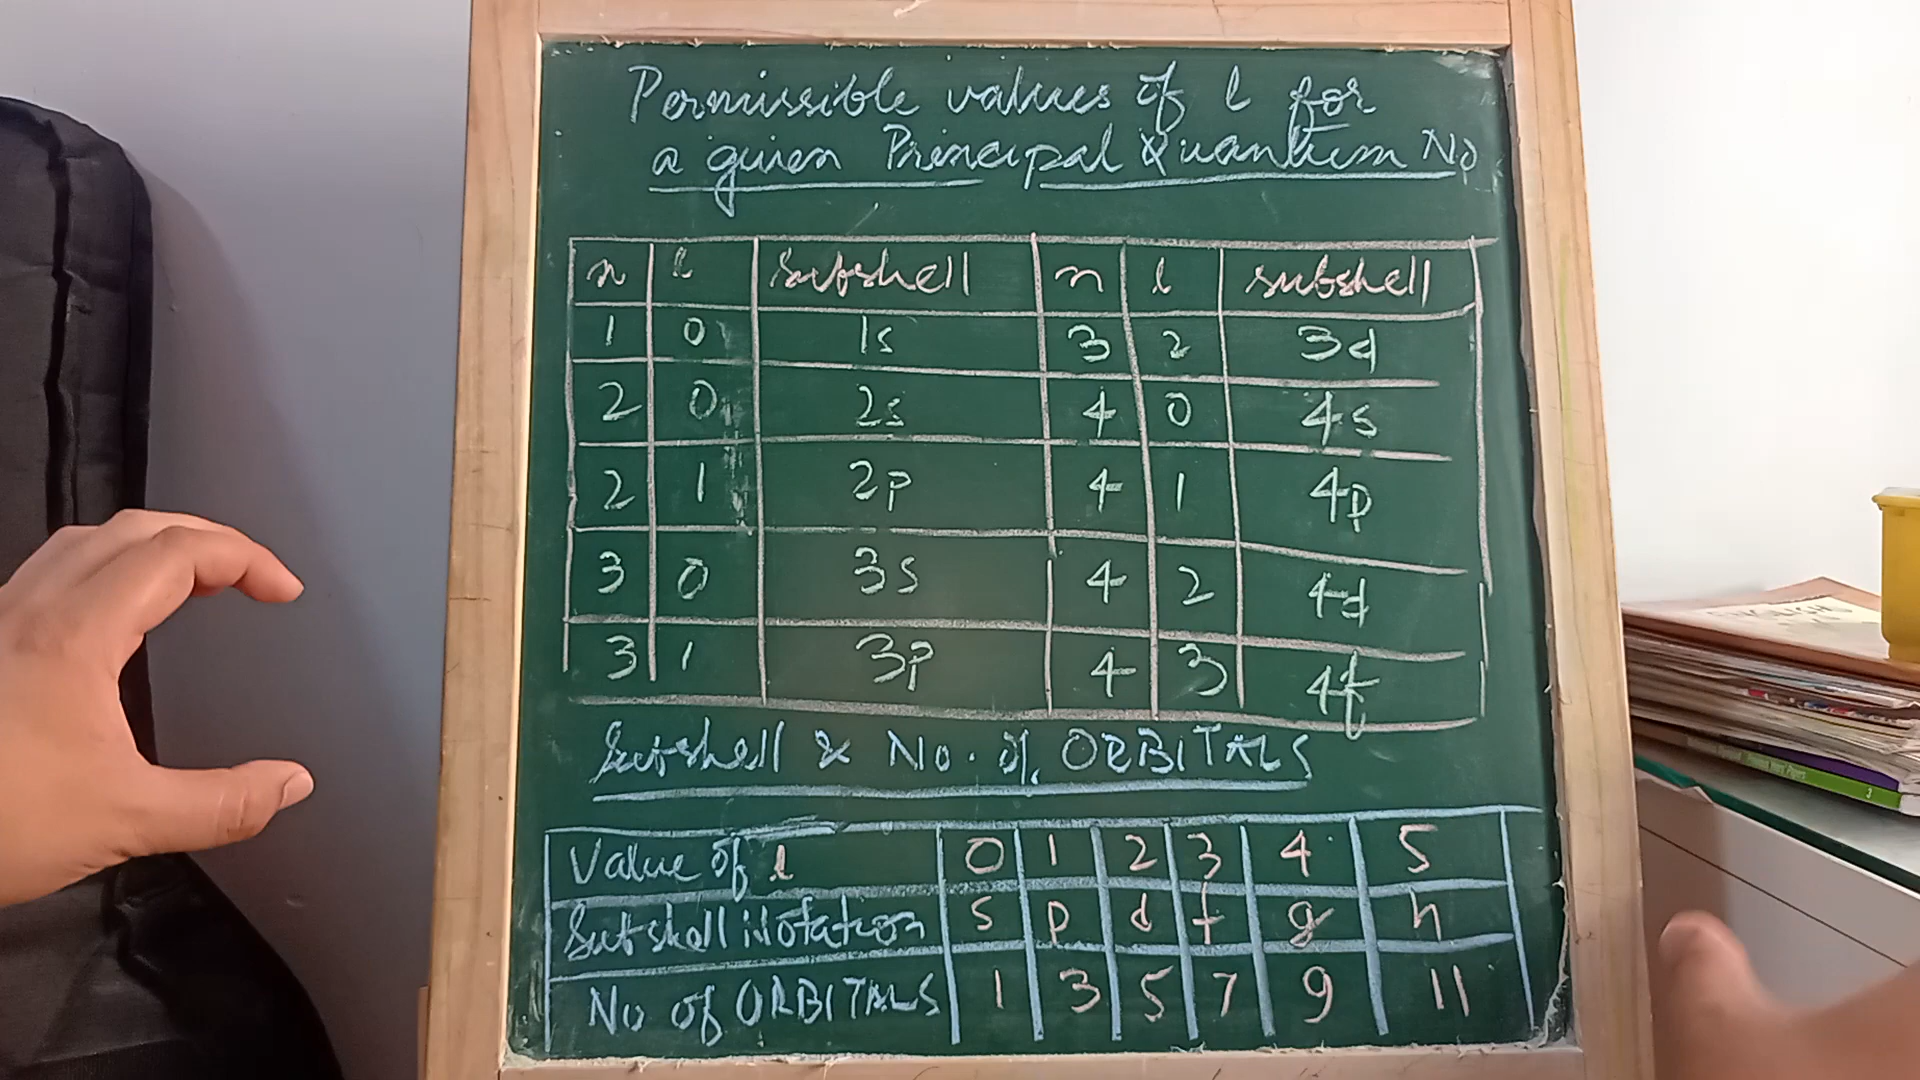 Permissible values of l for
a given Principal Quantum No
n l subshell n l subshell
1 0 1s 3 2 3d
2 0 2s 4 0 4s
2 1 2p 4 1 4p
3 0 3s 4 2 4d
3 1 3p 4 3 4f
Subshell & No. of ORBITALS
Value of l 0 1 2 3 4 5
Subshell Notation s p d f g h
No of ORBITALS 1 3 5 7 9 11
3